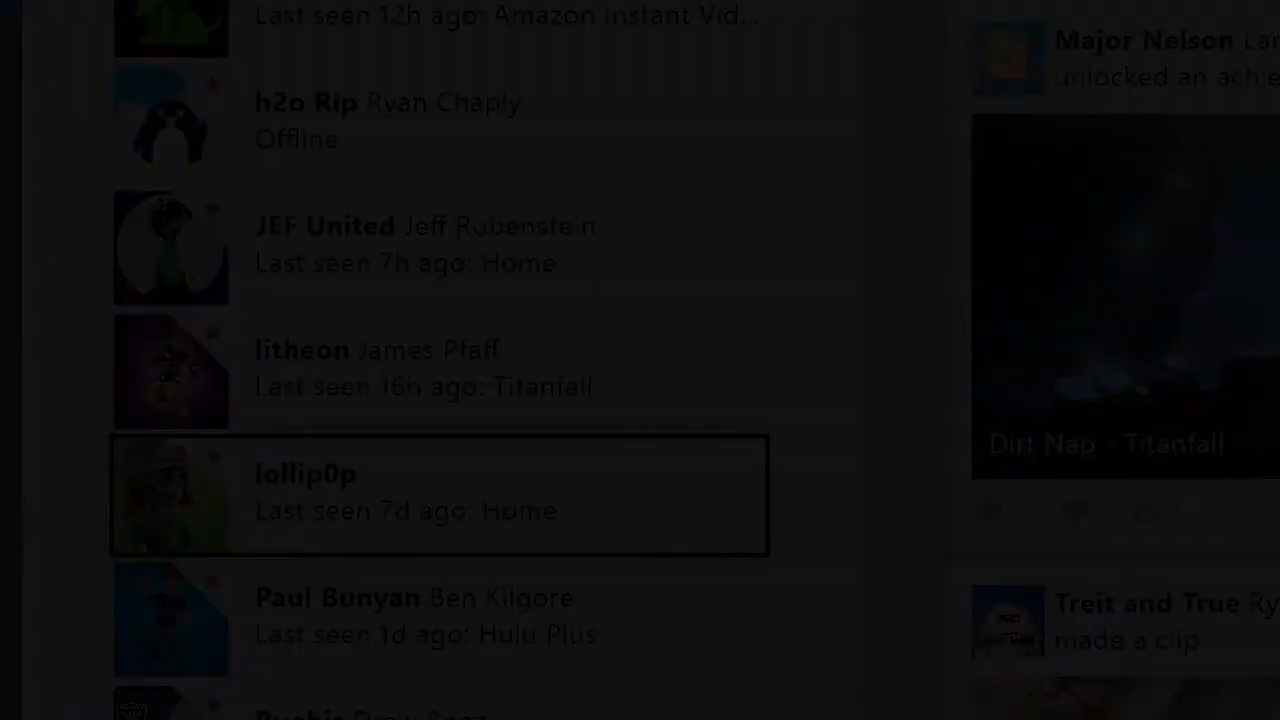 Last seen 12h ago: Amazon Instant Vid...
h2o Rip Ryan Chaply
Offline
JEF United Jeff Rubenstein
Last seen 7h ago: Home
litheon James Pfaff
Last seen 16h ago: Titanfall
lollip0p
Last seen 7d ago: Home
Paul Bunyan Ben Kilgore
Last seen 1d ago: Hulu Plus
Major Nelson Lar
unlocked an achie
Dirt Nap - Titanfall
Treit and True Ry
made a clip